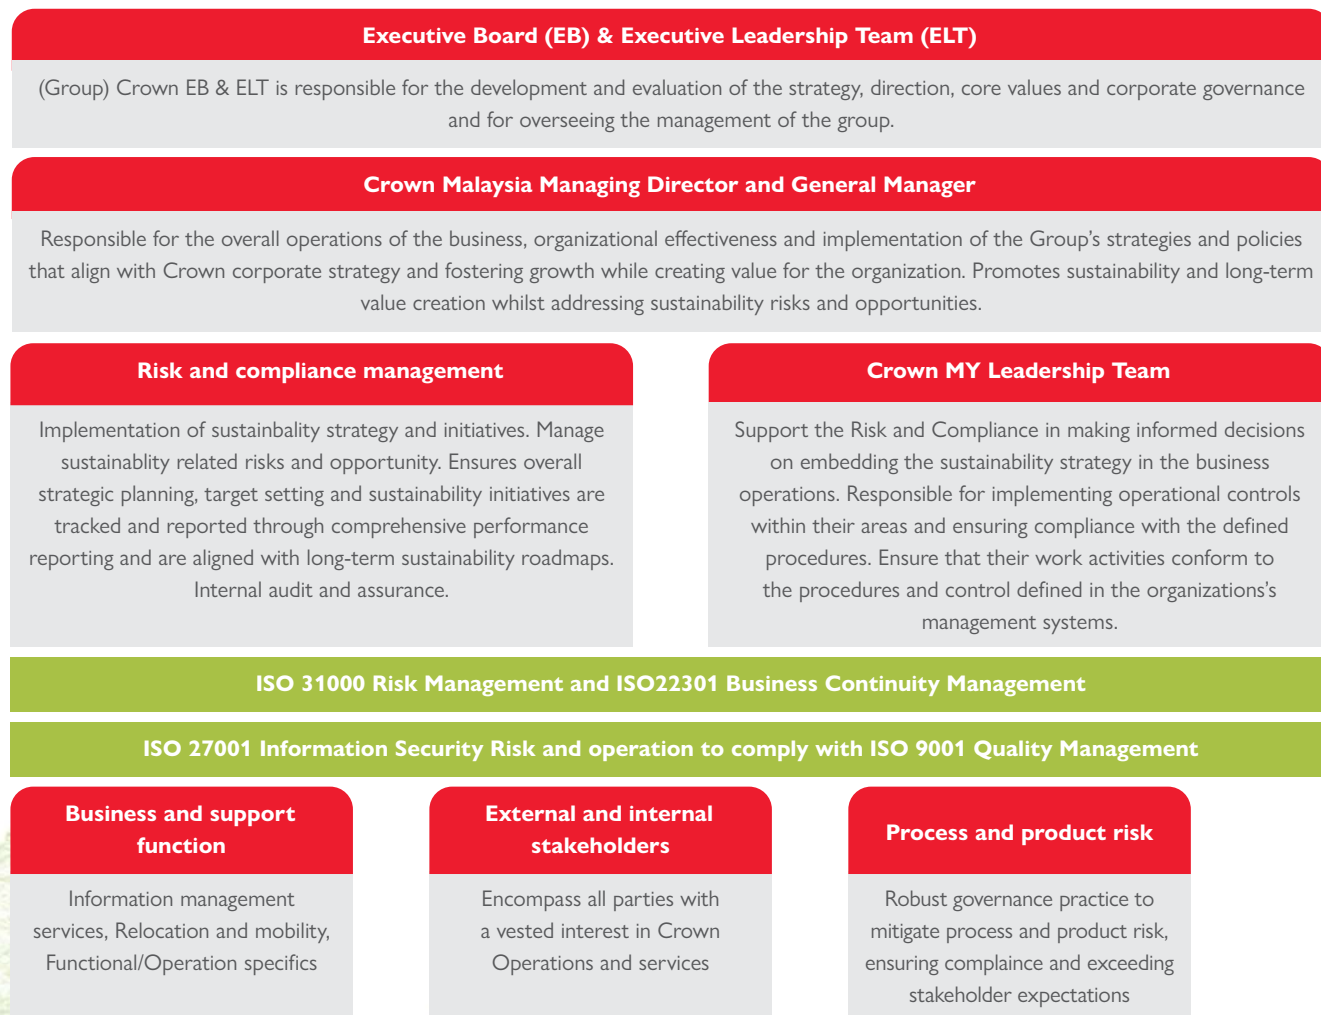 Executive Board (EB) & Executive Leadership Team (ELT)
(Group) Crown EB & ELT is responsible for the development and evaluation of the strategy, direction, core values and corporate governance
and for overseeing the management of the group.
Crown Malaysia Managing Director and General Manager
Responsible for the overall operations of the business, organizational effectiveness and implementation of the Group's strategies and policies
that align with Crown corporate strategy and fostering growth while creating value for the organization. Promotes sustainability and long-term
value creation whilst addressing sustainability risks and opportunities.
Risk and compliance management
Implementation of sustainbality strategy and initiatives. Manage
sustainablity related risks and opportunity. Ensures overall
strategic planning, target setting and sustainability initiatives are
tracked and reported through comprehensive performance
reporting and are aligned with long-term sustainability roadmaps.
Internal audit and assurance.
Crown MY Leadership Team
Support the Risk and Compliance in making informed decisions
on embedding the sustainability strategy in the business
operations. Responsible for implementing operational controls
within their areas and ensuring compliance with the defined
procedures. Ensure that their work activities conform to
the procedures and control defined in the organizations's
management systems.
ISO 31000 Risk Management and ISO22301 Business Continuity Management
ISO 27001 Information Security Risk and operation to comply with ISO 9001 Quality Management
Business and support
function
Information management
services, Relocation and mobility,
Functional/Operation specifics
External and internal
stakeholders
Encompass all parties with
a vested interest in Crown
Operations and services
Process and product risk
Robust governance practice to
mitigate process and product risk,
ensuring complaince and exceeding
stakeholder expectations